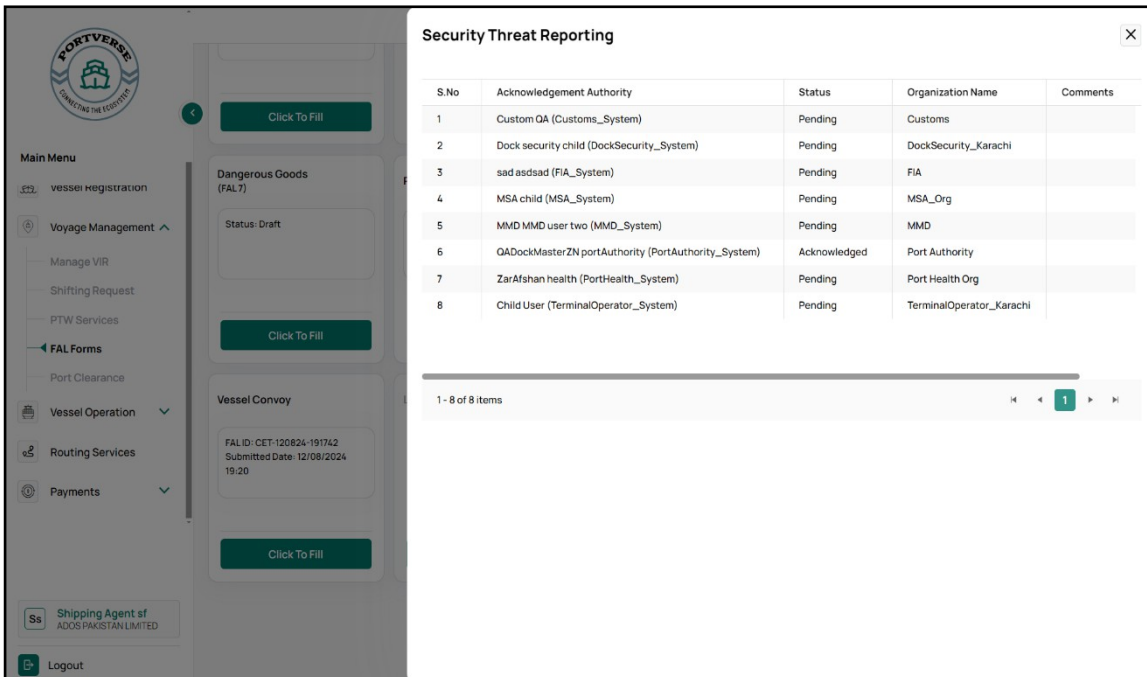 PORTVERSE
CONNECTING THE ECOSYSTEM
Main Menu
Vessel Registration
Voyage Management
Manage VIR
Shifting Request
PTW Services
FAL Forms
Port Clearance
Vessel Operation
Routing Services
Payments
Ss
Shipping Agent sf
ADOS PAKISTAN LIMITED
Logout
Click To Fill
Dangerous Goods
(FAL 7)
Status: Draft
Click To Fill
Vessel Convoy
FAL ID: CET-120824-191742
Submitted Date: 12/08/2024
19:20
Click To Fill
Security Threat Reporting
S.No Acknowledgement Authority Status Organization Name Comments
1 Custom QA (Customs_System) Pending Customs
2 Dock security child (DockSecurity_System) Pending DockSecurity_Karachi
3 sad asdsad (FIA_System) Pending FIA
4 MSA child (MSA_System) Pending MSA_Org
5 MMD MMD user two (MMD_System) Pending MMD
6 QADockMasterZN portAuthority (PortAuthority_System) Acknowledged Port Authority
7 ZarAfshan health (PortHealth_System) Pending Port Health Org
8 Child User (TerminalOperator_System) Pending TerminalOperator_Karachi
1 - 8 of 8 items
1